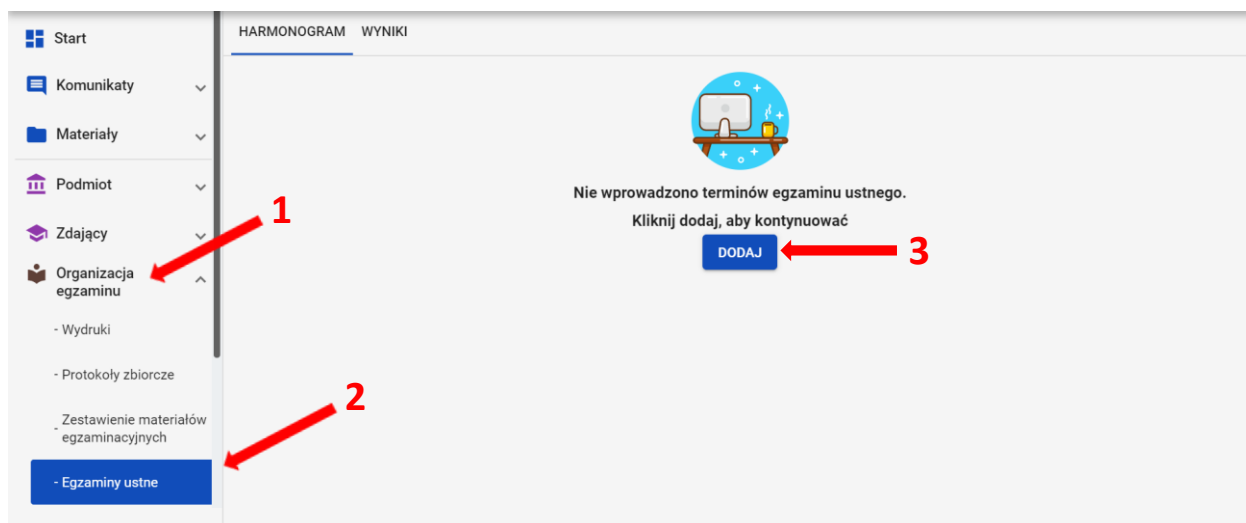 Start
Komunikaty
Materiały
Podmiot
Zdający
Organizacja
egzaminu
- Wydruki
- Protokoły zbiorcze
- Zestawienie materiałów
egzaminacyjnych
- Egzaminy ustne
1
2
HARMONOGRAM WYNIKI
Nie wprowadzono terminów egzaminu ustnego.
Kliknij dodaj, aby kontynuować
DODAJ
3